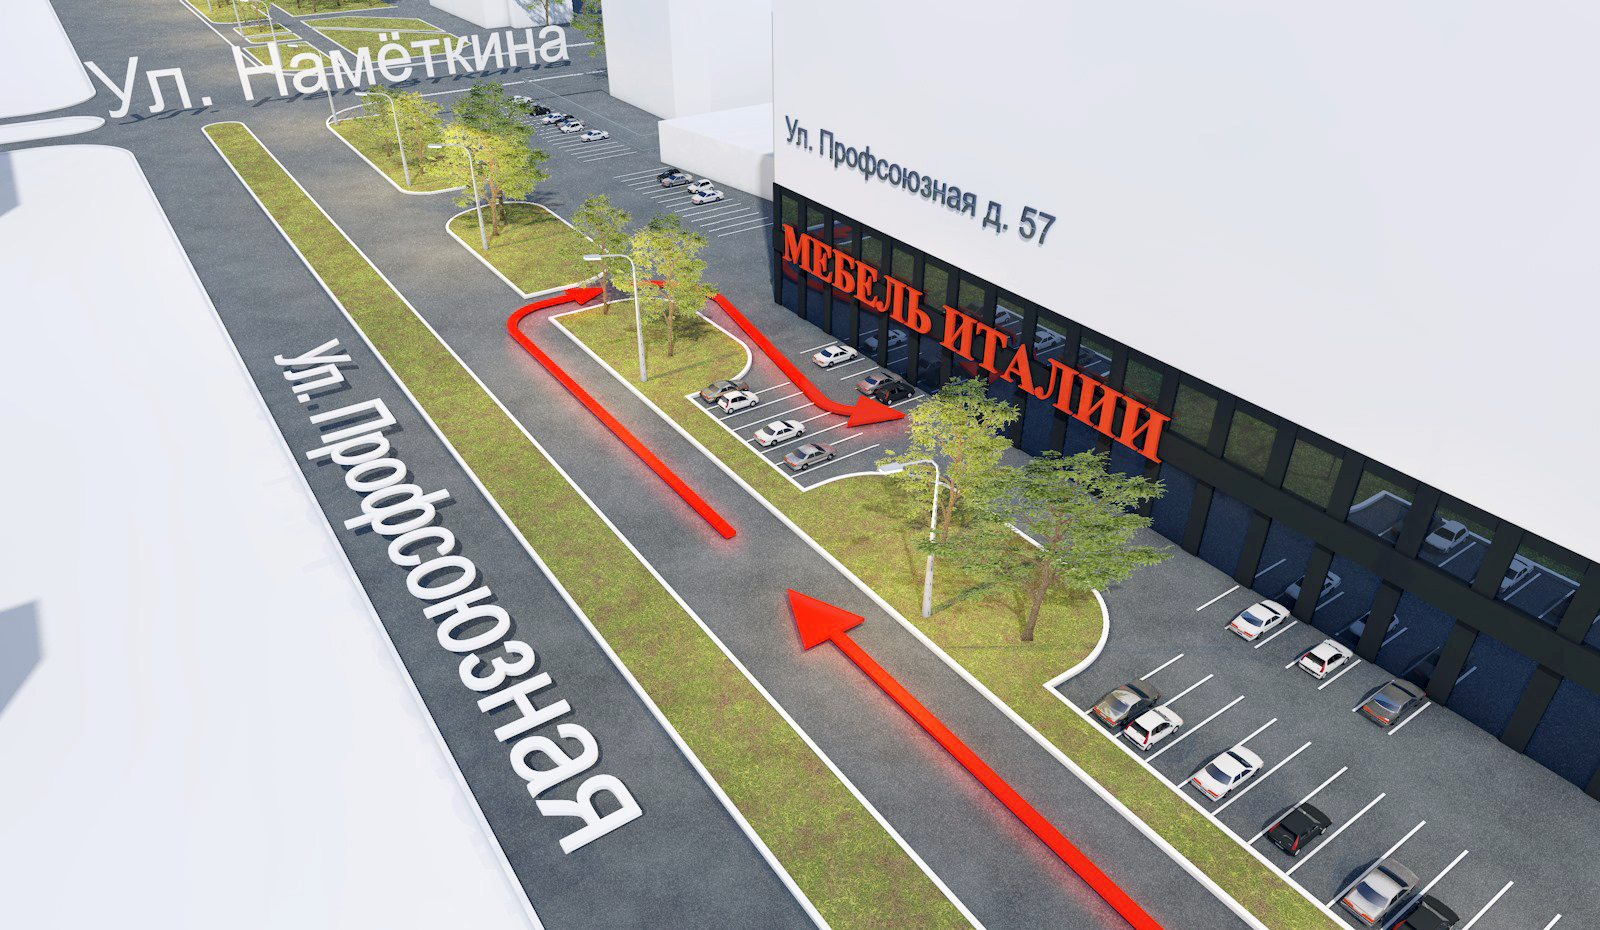 Ул. Намёткина
Ул. Профсоюзная д. 57
МЕБЕЛЬ ИТАЛИИ
Ул. Профсоюзная